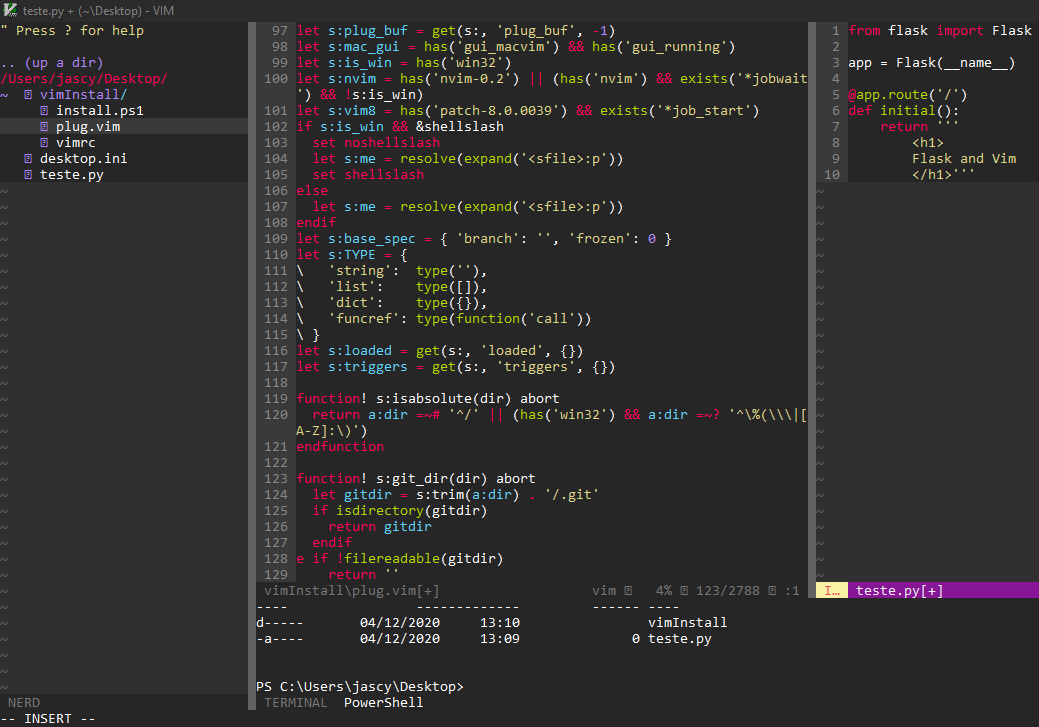 teste.py + (~\Desktop) - VIM
" Press ? for help
.. (up a dir)
/Users/jascy/Desktop/
~ vimInstall/
install.ps1
plug.vim
vimrc
desktop.ini
teste.py
NERD
-- INSERT --
97 let s:plug_buf = get(s:, 'plug_buf', -1)
98 let s:mac_gui = has('gui_macvim') && has('gui_running')
99 let s:is_win = has('win32')
100 let s:nvim = has('nvim-0.2') || (has('nvim') && exists('*jobwait
') && !s:is_win)
101 let s:vim8 = has('patch-8.0.0039') && exists('*job_start')
102 if s:is_win && &shellslash
103   set noshellslash
104   let s:me = resolve(expand('<sfile>:p'))
105   set shellslash
106 else
107   let s:me = resolve(expand('<sfile>:p'))
108 endif
109 let s:base_spec = { 'branch': '', 'frozen': 0 }
110 let s:TYPE = {
111 \   'string':  type(''),
112 \   'list':    type([]),
113 \   'dict':    type({}),
114 \   'funcref': type(function('call'))
115 \ }
116 let s:loaded = get(s:, 'loaded', {})
117 let s:triggers = get(s:, 'triggers', {})
118
119 function! s:isabsolute(dir) abort
120   return a:dir =~# '^/' || (has('win32') && a:dir =~? '^\%(\\\|[
A-Z]:\)')
121 endfunction
122
123 function! s:git_dir(dir) abort
124   let gitdir = s:trim(a:dir) . '/.git'
125   if isdirectory(gitdir)
126     return gitdir
127   endif
128 e if !filereadable(gitdir)
129     return ''
vimInstall\plug.vim[+] vim 4% 123/2788 :1
---- ------------- ------ ----
d----- 04/12/2020 13:10 vimInstall
-a---- 04/12/2020 13:09 0 teste.py
PS C:\Users\jascy\Desktop>
TERMINAL PowerShell
1 from flask import Flask
2
3 app = Flask(__name__)
4
5 @app.route('/')
6 def initial():
7     return '''
8         <h1>
9         Flask and Vim
10         </h1>'''
I… teste.py[+]